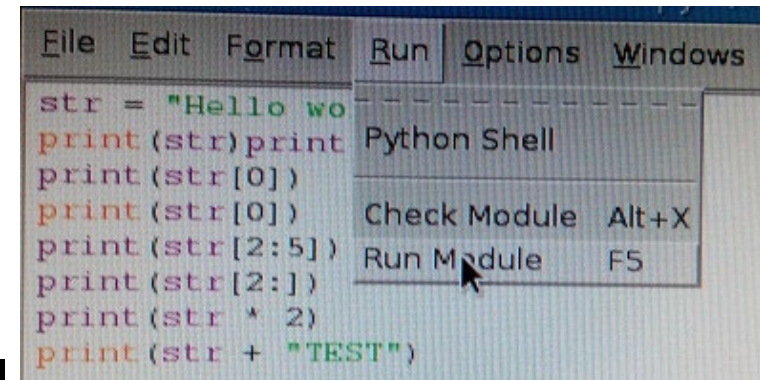 File Edit Format Run Options Windows
str = "Hello wo
print(str)print
print(str[0])
print(str[0])
print(str[2:5])
print(str[2:])
print(str * 2)
print(str + "TEST")
Python Shell
Check Module Alt+X
Run Module F5